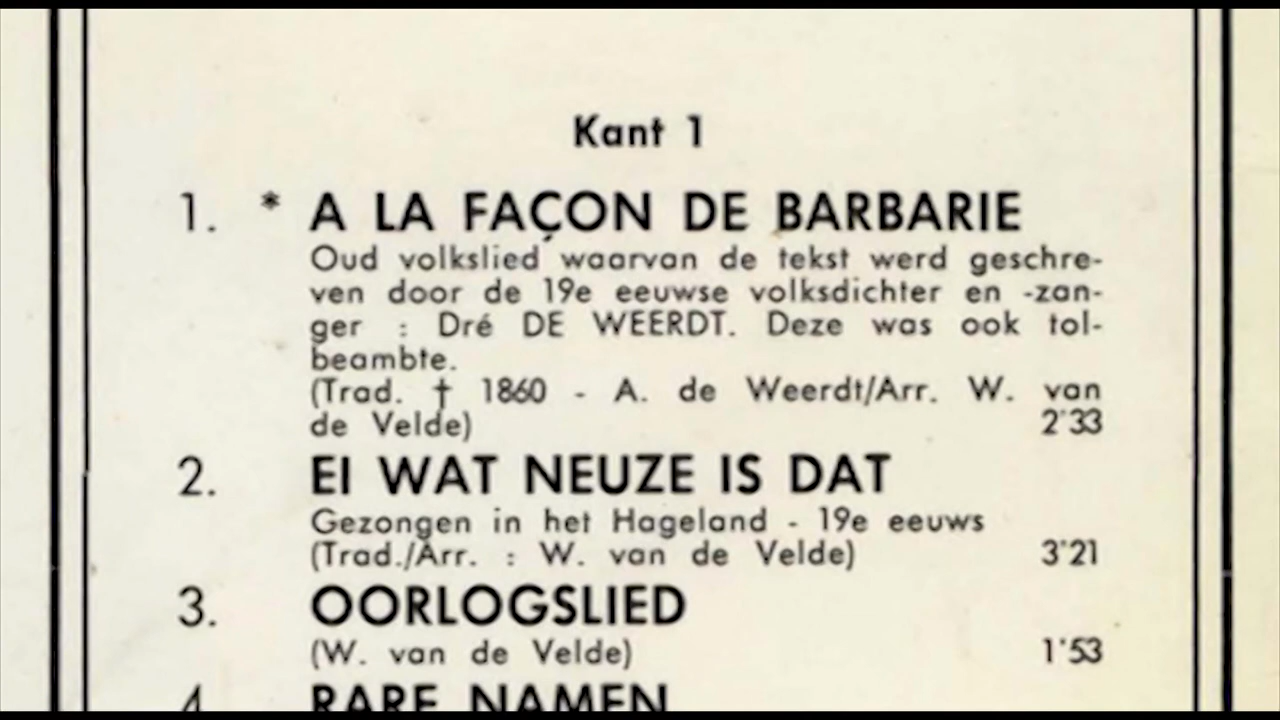 Kant 1
1. * A LA FAÇON DE BARBARIE
Oud volkslied waarvan de tekst werd geschre-
ven door de 19e eeuwse volksdichter en -zan-
ger : Dré DE WEERDT. Deze was ook tol-
beambte.
(Trad. † 1860 - A. de Weerdt/Arr. W. van
de Velde) 2'33
2. EI WAT NEUZE IS DAT
Gezongen in het Hageland - 19e eeuws
(Trad./Arr. : W. van de Velde) 3'21
3. OORLOGSLIED
(W. van de Velde) 1'53
4. RARE NAMEN